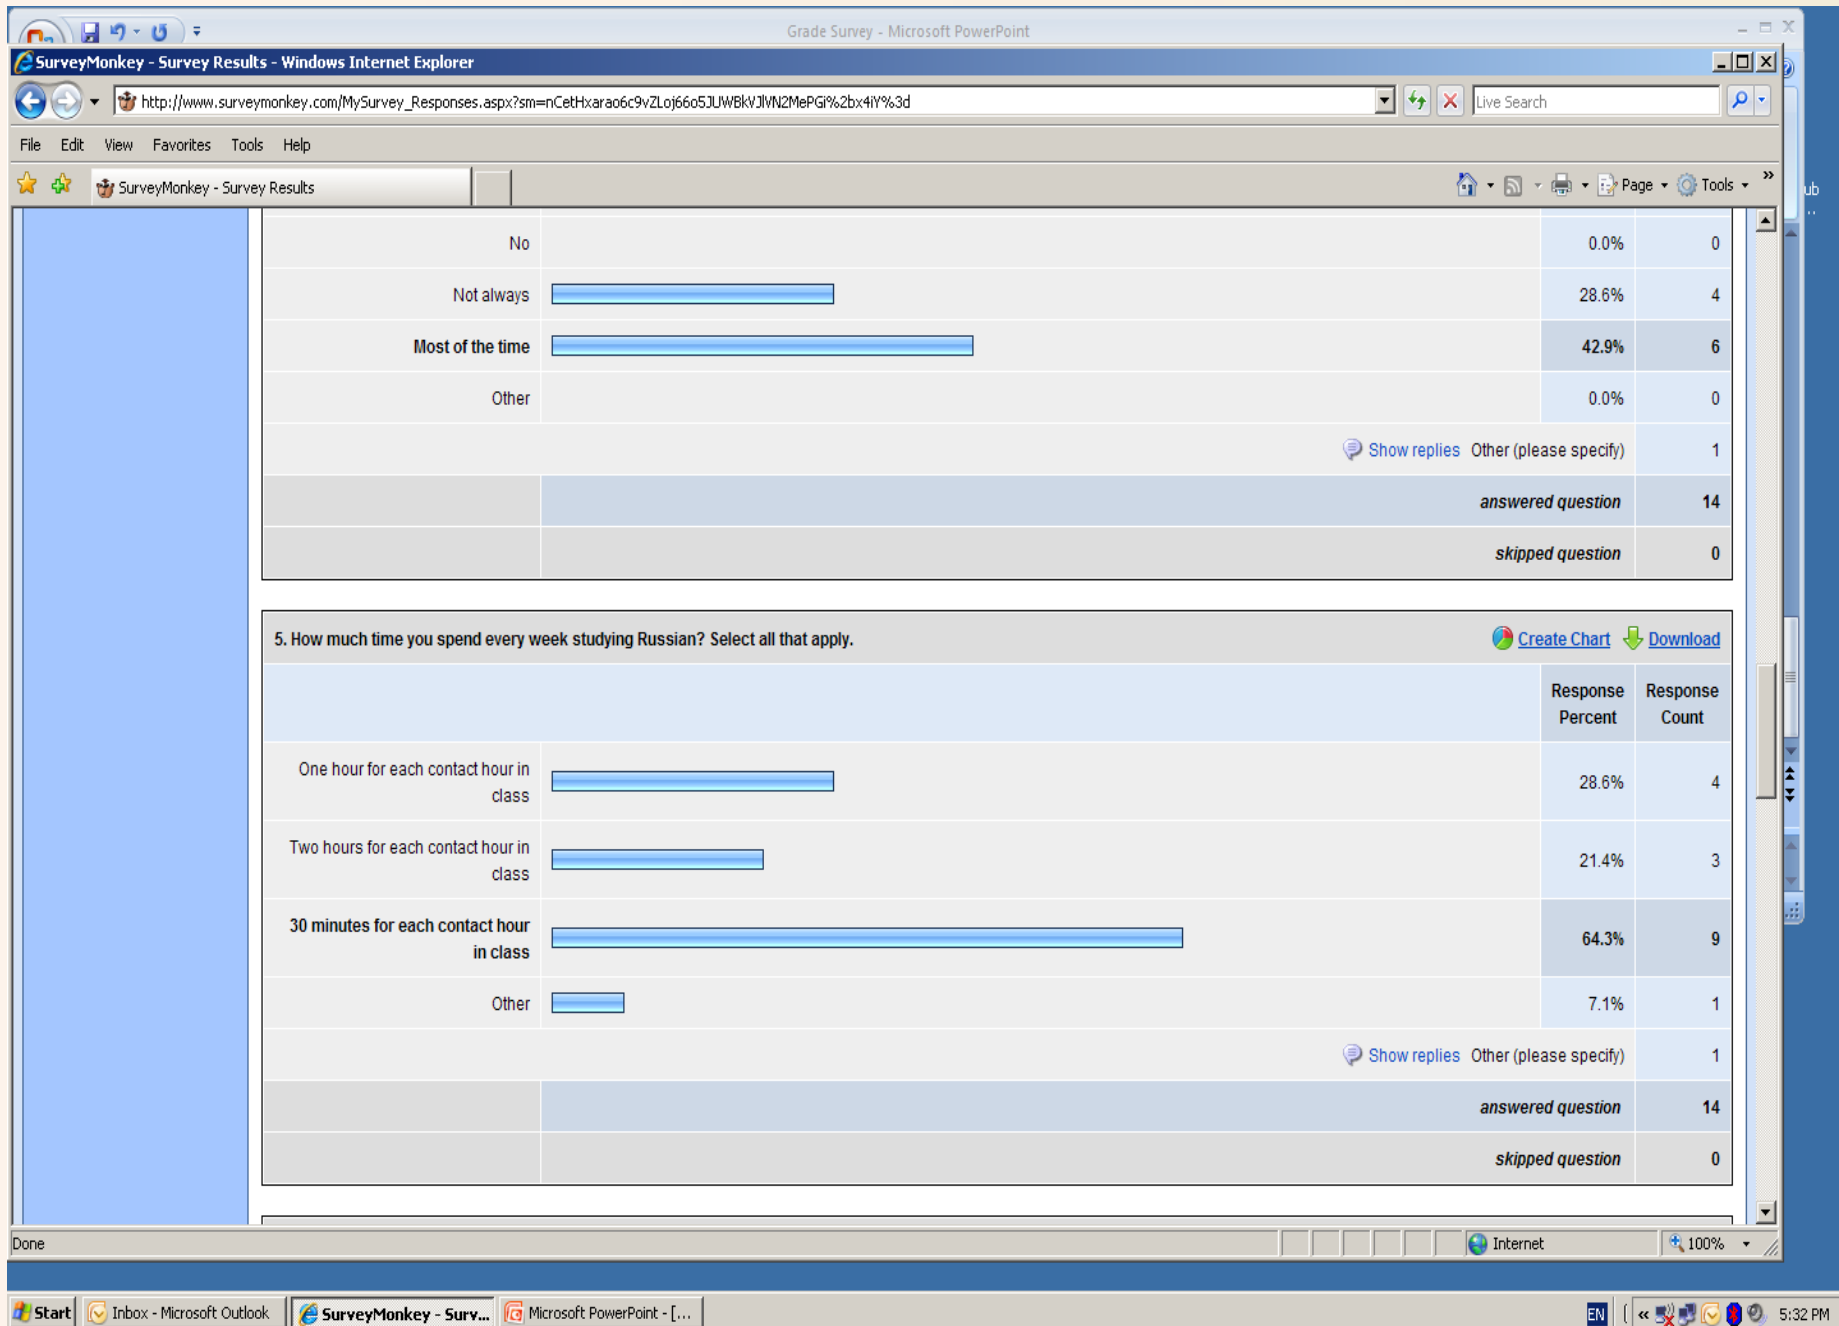 Grade Survey - Microsoft PowerPoint
SurveyMonkey - Survey Results - Windows Internet Explorer
http://www.surveymonkey.com/MySurvey_Responses.aspx?sm=nCetHxarao6c9vZLoj66o5JUWBkVJlVN2MePGi%2bx4iY%3d
Live Search
File Edit View Favorites Tools Help
SurveyMonkey - Survey Results
Page Tools »
ub
No 0.0% 0
Not always 28.6% 4
Most of the time 42.9% 6
Other 0.0% 0
Show replies Other (please specify) 1
answered question 14
skipped question 0
5. How much time you spend every week studying Russian? Select all that apply.
Create Chart Download
Response Response
Percent Count
One hour for each contact hour in
class 28.6% 4
Two hours for each contact hour in
class 21.4% 3
30 minutes for each contact hour
in class 64.3% 9
Other 7.1% 1
Show replies Other (please specify) 1
answered question 14
skipped question 0
Done Internet 100%
Start Inbox - Microsoft Outlook SurveyMonkey - Surv... Microsoft PowerPoint - [... EN « 5:32 PM